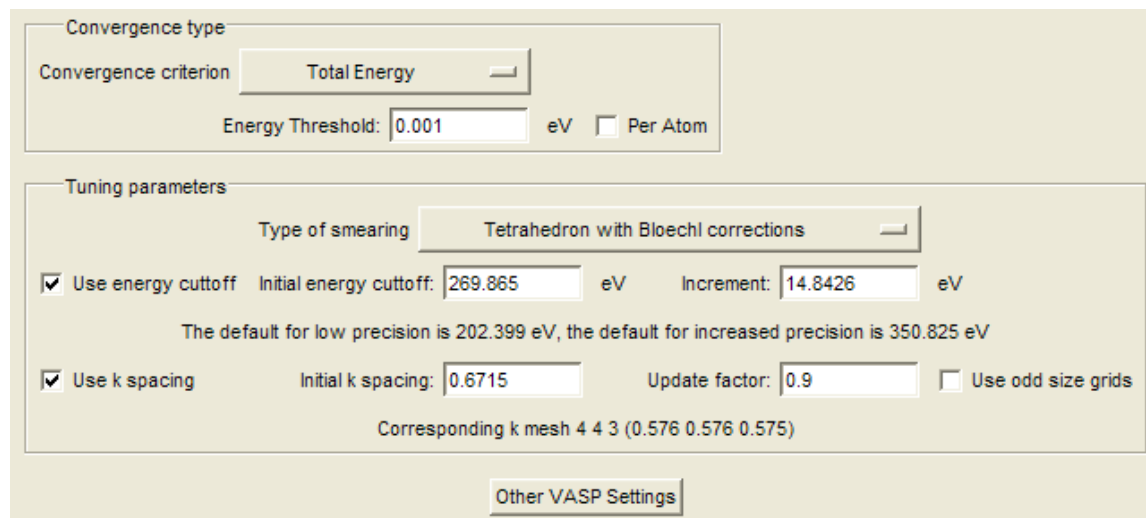 Convergence type
Convergence criterion Total Energy
Energy Threshold: 0.001 eV Per Atom
Tuning parameters
Type of smearing Tetrahedron with Bloechl corrections
Use energy cuttoff Initial energy cuttoff: 269.865 eV Increment: 14.8426 eV
The default for low precision is 202.399 eV, the default for increased precision is 350.825 eV
Use k spacing Initial k spacing: 0.6715 Update factor: 0.9 Use odd size grids
Corresponding k mesh 4 4 3 (0.576 0.576 0.575)
Other VASP Settings